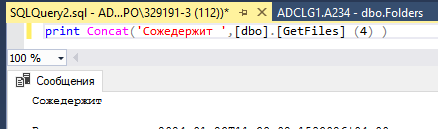 SQLQuery2.sql - AD...PO\329191-3 (112))* ADCLG1.A234 - dbo.Folders
print Concat('Сожедержит ',[dbo].[GetFiles] (4) )
100 %
Сообщения
Сожедержит